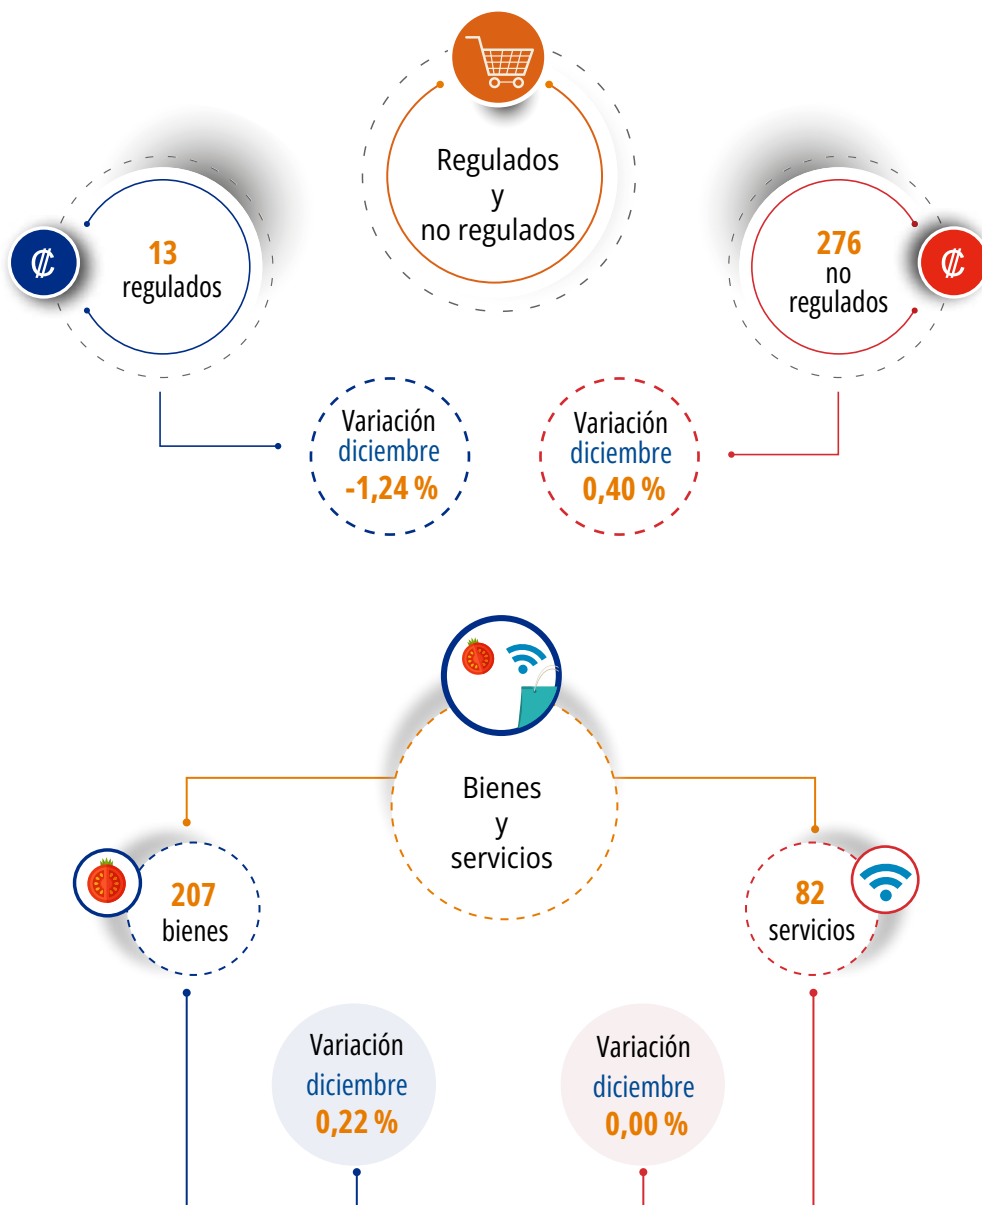 Regulados
y
no regulados
13
regulados
276
no
regulados
₡
₡
Variación
diciembre
-1,24 %
Variación
diciembre
0,40 %
Bienes
y
servicios
207
bienes
82
servicios
Variación
diciembre
0,22 %
Variación
diciembre
0,00 %